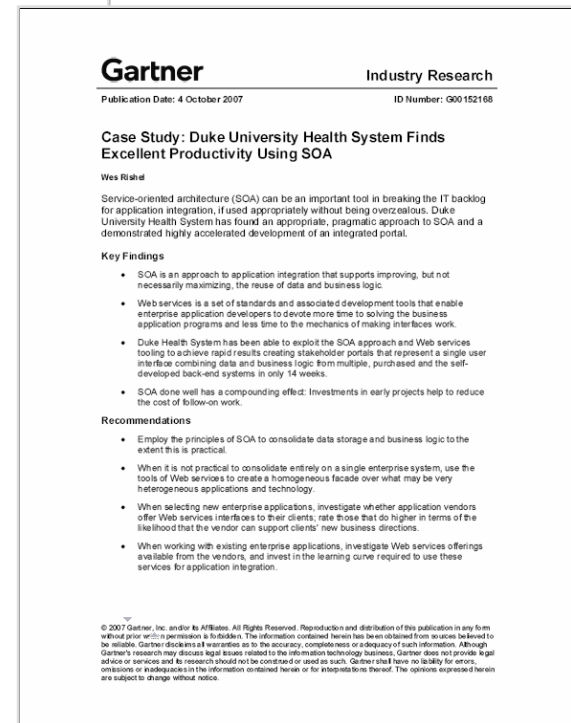 Gartner
Industry Research
Publication Date: 4 October 2007 ID Number: G00152168
Case Study: Duke University Health System Finds
Excellent Productivity Using SOA
Wes Rishel
Service-oriented architecture (SOA) can be an important tool in breaking the IT backlog
for application integration, if used appropriately without being overzealous. Duke
University Health System has found an appropriate, pragmatic approach to SOA and a
demonstrated highly accelerated development of an integrated portal.
Key Findings
• SOA is an approach to application integration that supports improving, but not
necessarily maximizing, the reuse of data and business logic.
• Web services is a set of standards and associated development tools that enable
enterprise application developers to devote more time to solving the business
application programs and less time to the mechanics of making interfaces work.
• Duke Health System has been able to exploit the SOA approach and Web services
tooling to achieve rapid results creating stakeholder portals that represent a single user
interface combining data and business logic from multiple, purchased and the self-
developed back-end systems in only 14 weeks.
• SOA done well has a compounding effect: Investments in early projects help to reduce
the cost of follow-on work.
Recommendations
• Employ the principles of SOA to consolidate data storage and business logic to the
extent this is practical.
• When it is not practical to consolidate entirely on a single enterprise system, use the
tools of Web services to create a homogeneous facade over what may be very
heterogeneous applications and technology.
• When selecting new enterprise applications, investigate whether application vendors
offer Web services interfaces to their clients; rate those that do higher in terms of the
likelihood that the vendor can support clients' new business directions.
• When working with existing enterprise applications, investigate Web services offerings
available from the vendors, and invest in the learning curve required to use these
services for application integration.
© 2007 Gartner, Inc. and/or its Affiliates. All Rights Reserved. Reproduction and distribution of this publication in any form
without prior written permission is forbidden. The information contained herein has been obtained from sources believed to
be reliable. Gartner disclaims all warranties as to the accuracy, completeness or adequacy of such information. Although
Gartner's research may discuss legal issues related to the information technology business, Gartner does not provide legal
advice or services and its research should not be construed or used as such. Gartner shall have no liability for errors,
omissions or inadequacies in the information contained herein or for interpretations thereof. The opinions expressed herein
are subject to change without notice.